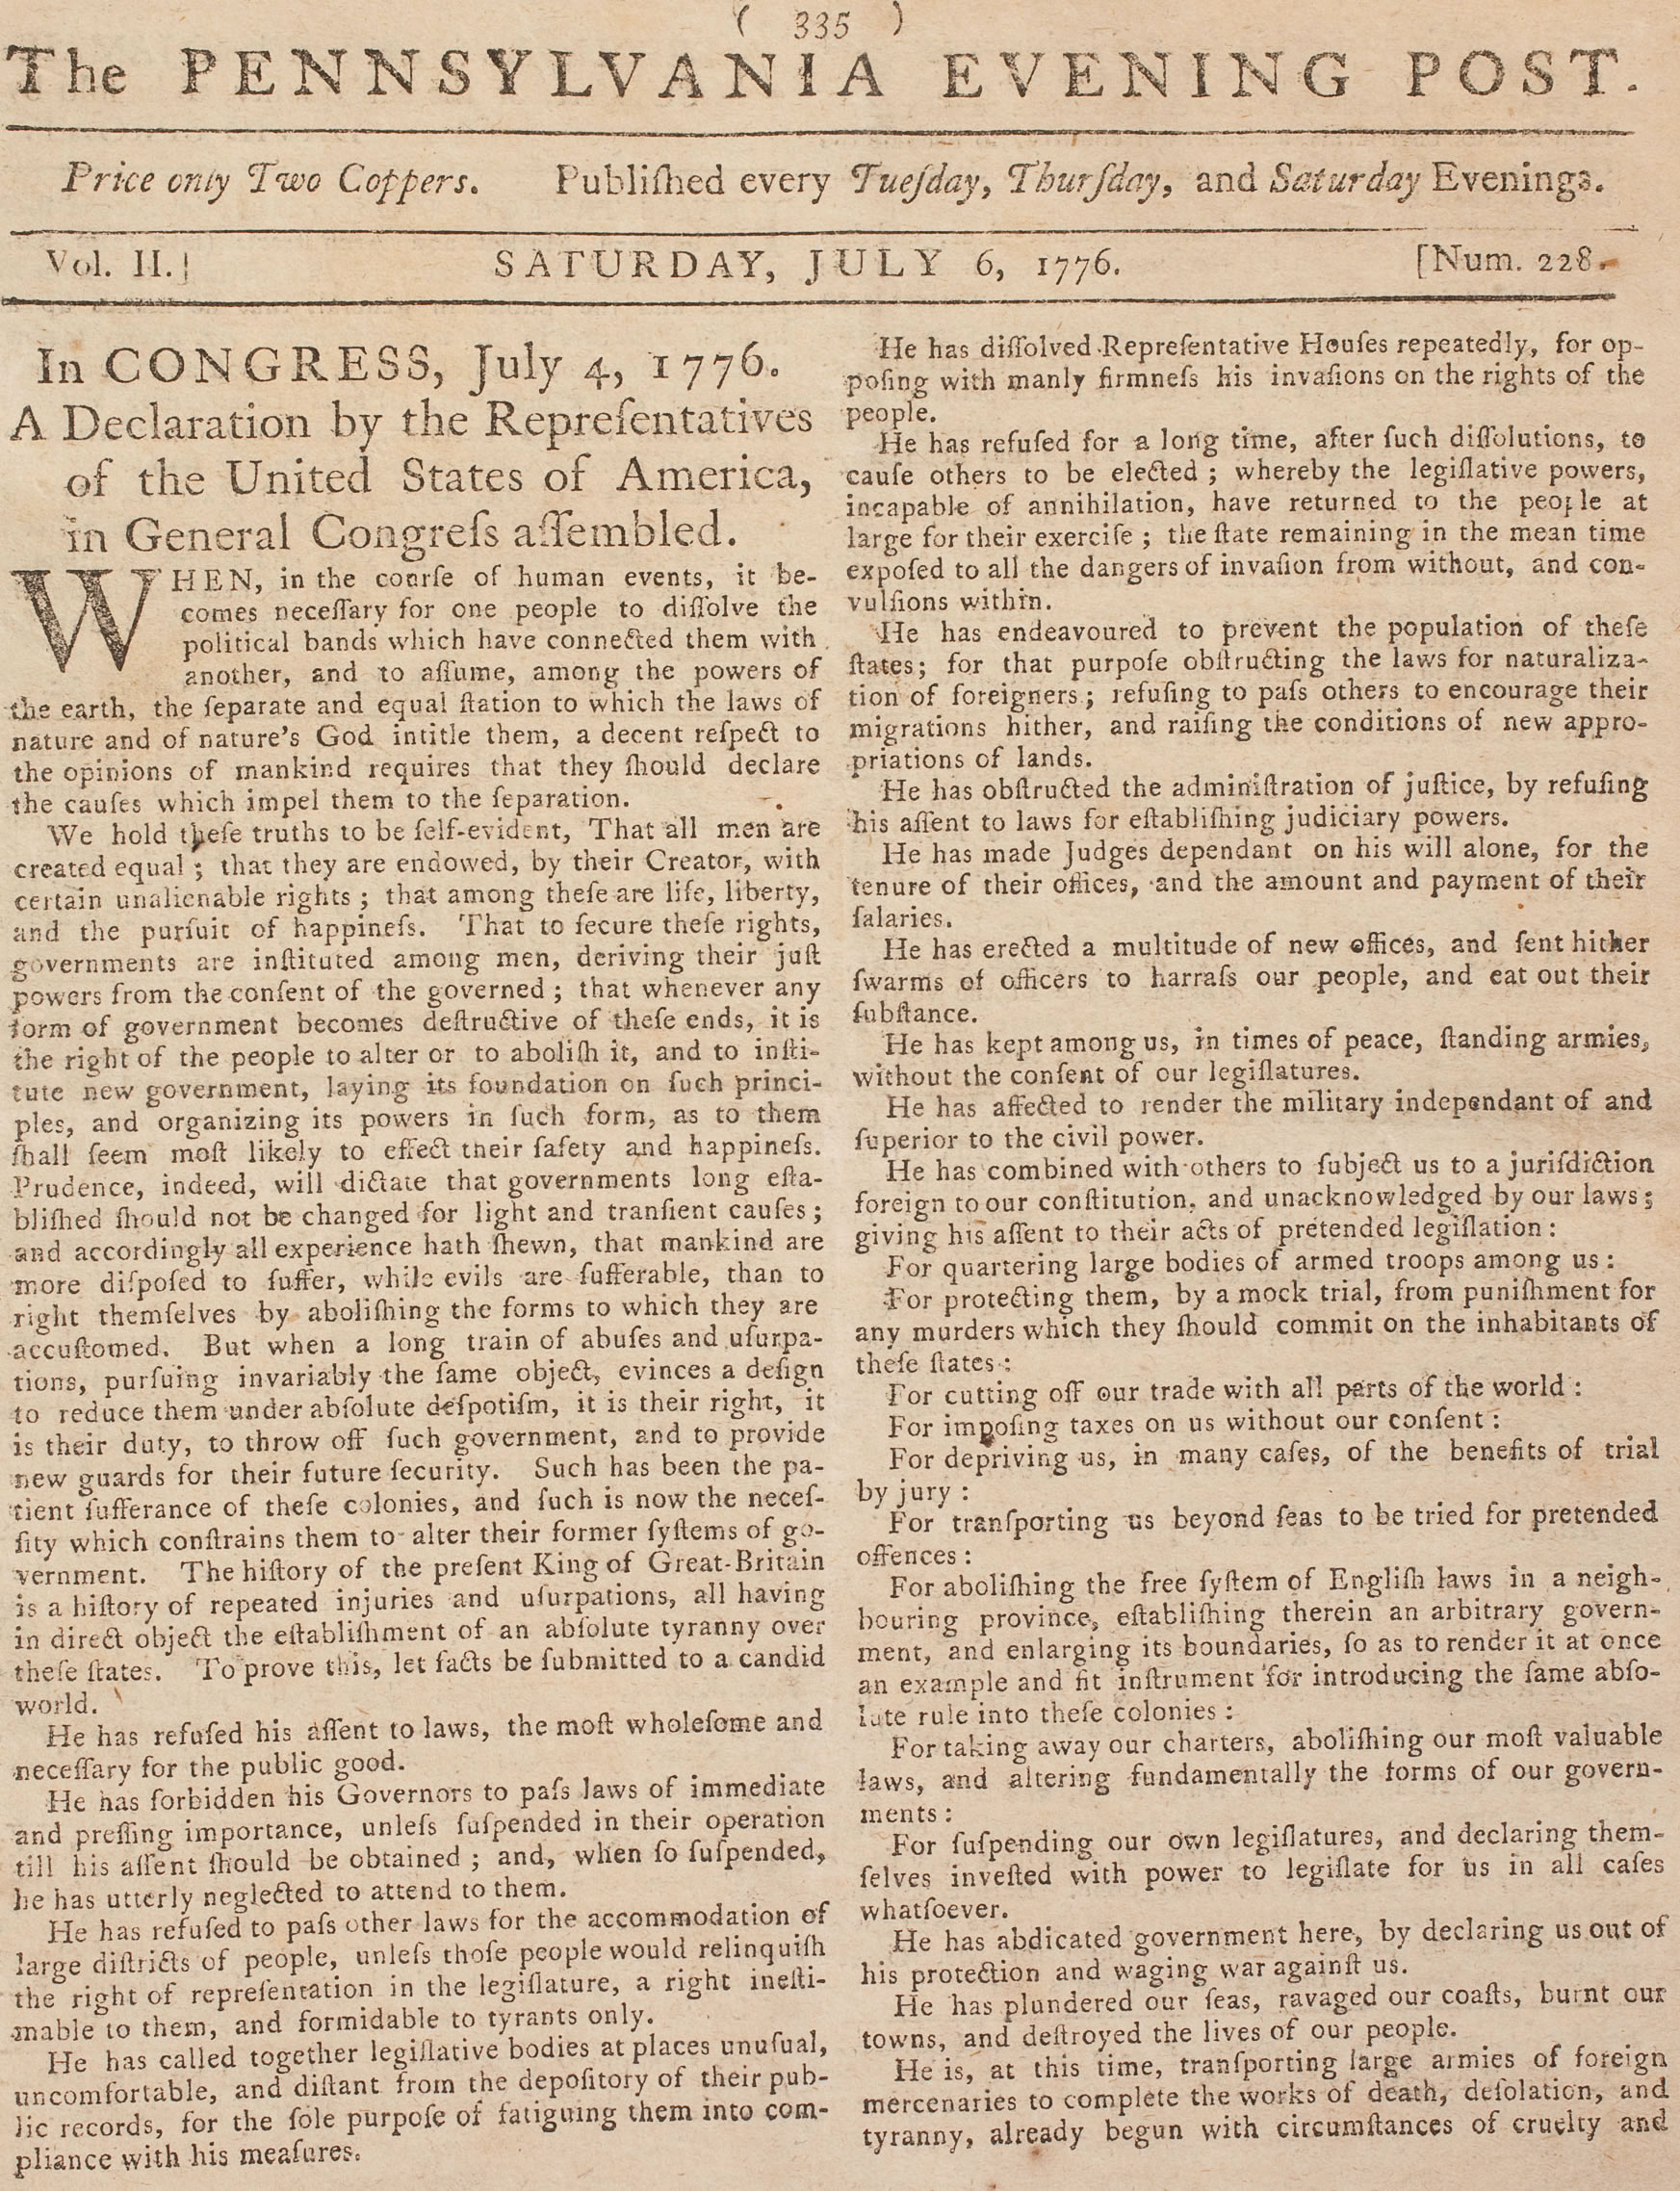 ( 335 )
The PENNSYLVANIA EVENING POST.
Price only Two Coppers. Publiſhed every Tueſday, Thurſday, and Saturday Evenings.
Vol. II.] SATURDAY, JULY 6, 1776. [Num. 228.
In CONGRESS, July 4, 1776.
A Declaration by the Repreſentatives
of the United States of America,
in General Congreſs aſſembled.
WHEN, in the courſe of human events, it be-
comes neceſſary for one people to diſſolve the
political bands which have connected them with
another, and to aſſume, among the powers of
the earth, the ſeparate and equal ſtation to which the laws of
nature and of nature's God intitle them, a decent reſpect to
the opinions of mankind requires that they ſhould declare
the cauſes which impel them to the ſeparation.
We hold theſe truths to be ſelf-evident, That all men are
created equal; that they are endowed, by their Creator, with
certain unalienable rights; that among theſe are life, liberty,
and the purſuit of happineſs. That to ſecure theſe rights,
governments are inſtituted among men, deriving their juſt
powers from the conſent of the governed; that whenever any
form of government becomes deſtructive of theſe ends, it is
the right of the people to alter or to aboliſh it, and to inſti-
tute new government, laying its foundation on ſuch princi-
ples, and organizing its powers in ſuch form, as to them
ſhall ſeem moſt likely to effect their ſafety and happineſs.
Prudence, indeed, will dictate that governments long eſta-
bliſhed ſhould not be changed for light and tranſient cauſes;
and accordingly all experience hath ſhewn, that mankind are
more diſpoſed to ſuffer, while evils are ſufferable, than to
right themſelves by aboliſhing the forms to which they are
accuſtomed. But when a long train of abuſes and uſurpa-
tions, purſuing invariably the ſame object, evinces a deſign
to reduce them under abſolute deſpotiſm, it is their right, it
is their duty, to throw off ſuch government, and to provide
new guards for their future ſecurity. Such has been the pa-
tient ſufferance of theſe colonies, and ſuch is now the neceſ-
ſity which conſtrains them to alter their former ſyſtems of go-
vernment. The hiſtory of the preſent King of Great-Britain
is a hiſtory of repeated injuries and uſurpations, all having
in direct object the eſtabliſhment of an abſolute tyranny over
theſe ſtates. To prove this, let facts be ſubmitted to a candid
world.
He has refuſed his aſſent to laws, the moſt wholeſome and
neceſſary for the public good.
He has forbidden his Governors to paſs laws of immediate
and preſſing importance, unleſs ſuſpended in their operation
till his aſſent ſhould be obtained; and, when ſo ſuſpended,
he has utterly neglected to attend to them.
He has refuſed to paſs other laws for the accommodation of
large diſtricts of people, unleſs thoſe people would relinquiſh
the right of repreſentation in the legiſlature, a right ineſti-
mable to them, and formidable to tyrants only.
He has called together legiſlative bodies at places unuſual,
uncomfortable, and diſtant from the depoſitory of their pub-
lic records, for the ſole purpoſe of fatiguing them into com-
pliance with his meaſures.
He has diſſolved Repreſentative Houſes repeatedly, for op-
poſing with manly firmneſs his invaſions on the rights of the
people.
He has refuſed for a long time, after ſuch diſſolutions, to
cauſe others to be elected; whereby the legiſlative powers,
incapable of annihilation, have returned to the people at
large for their exerciſe; the ſtate remaining in the mean time
expoſed to all the dangers of invaſion from without, and con-
vulſions within.
He has endeavoured to prevent the population of theſe
ſtates; for that purpoſe obſtructing the laws for naturaliza-
tion of foreigners; refuſing to paſs others to encourage their
migrations hither, and raiſing the conditions of new appro-
priations of lands.
He has obſtructed the adminiſtration of juſtice, by refuſing
his aſſent to laws for eſtabliſhing judiciary powers.
He has made Judges dependant on his will alone, for the
tenure of their offices, and the amount and payment of their
ſalaries.
He has erected a multitude of new offices, and ſent hither
ſwarms of officers to harraſs our people, and eat out their
ſubſtance.
He has kept among us, in times of peace, ſtanding armies,
without the conſent of our legiſlatures.
He has affected to render the military independant of and
ſuperior to the civil power.
He has combined with others to ſubject us to a juriſdiction
foreign to our conſtitution, and unacknowledged by our laws;
giving his aſſent to their acts of pretended legiſlation:
For quartering large bodies of armed troops among us:
For protecting them, by a mock trial, from puniſhment for
any murders which they ſhould commit on the inhabitants of
theſe ſtates:
For cutting off our trade with all parts of the world:
For impoſing taxes on us without our conſent:
For depriving us, in many caſes, of the benefits of trial
by jury:
For tranſporting us beyond ſeas to be tried for pretended
offences:
For aboliſhing the free ſyſtem of Engliſh laws in a neigh-
bouring province, eſtabliſhing therein an arbitrary govern-
ment, and enlarging its boundaries, ſo as to render it at once
an example and fit inſtrument for introducing the ſame abſo-
lute rule into theſe colonies:
For taking away our charters, aboliſhing our moſt valuable
laws, and altering fundamentally the forms of our govern-
ments:
For ſuſpending our own legiſlatures, and declaring them-
ſelves inveſted with power to legiſlate for us in all caſes
whatſoever.
He has abdicated government here, by declaring us out of
his protection and waging war againſt us.
He has plundered our ſeas, ravaged our coaſts, burnt our
towns, and deſtroyed the lives of our people.
He is, at this time, tranſporting large armies of foreign
mercenaries to complete the works of death, deſolation, and
tyranny, already begun with circumſtances of cruelty and